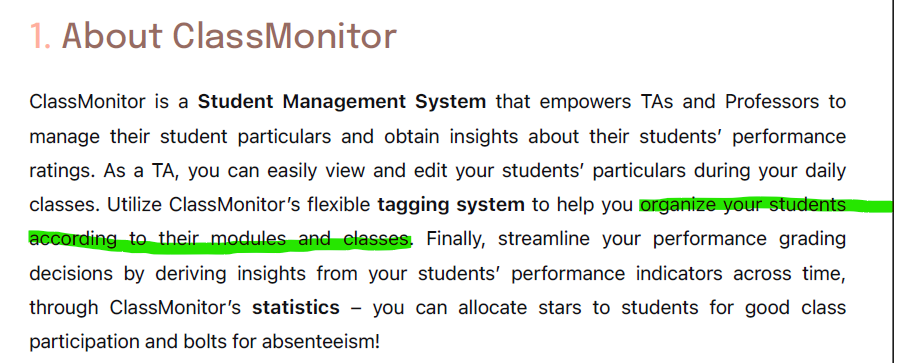 1. About ClassMonitor
ClassMonitor is a Student Management System that empowers TAs and Professors to
manage their student particulars and obtain insights about their students’ performance
ratings. As a TA, you can easily view and edit your students’ particulars during your daily
classes. Utilize ClassMonitor’s flexible tagging system to help you organize your students
according to their modules and classes. Finally, streamline your performance grading
decisions by deriving insights from your students’ performance indicators across time,
through ClassMonitor’s statistics – you can allocate stars to students for good class
participation and bolts for absenteeism!